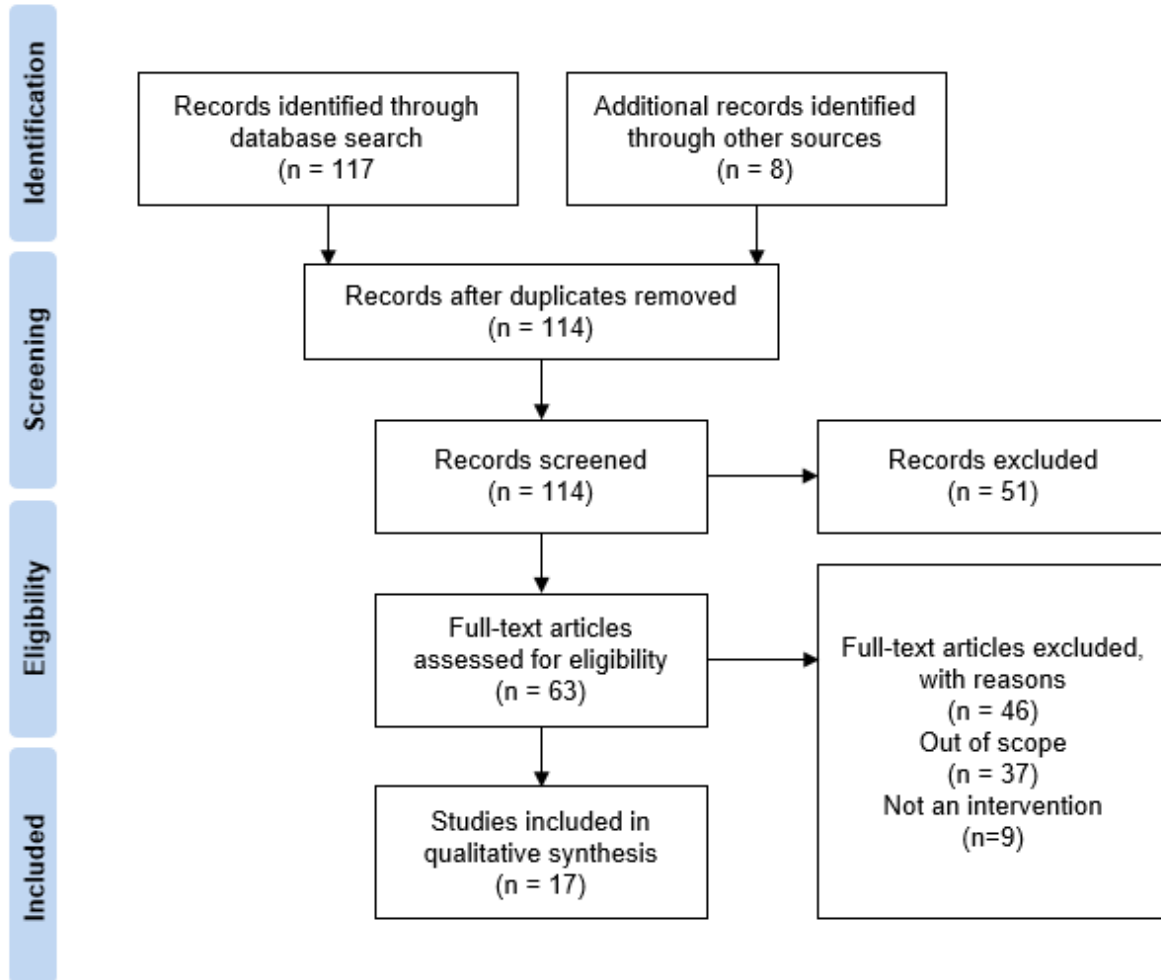 Identification
Records identified through
database search
(n = 117
Additional records identified
through other sources
(n = 8)
Screening
Records after duplicates removed
(n = 114)
Records screened
(n = 114)
Records excluded
(n = 51)
Eligibility
Full-text articles
assessed for eligibility
(n = 63)
Full-text articles excluded,
with reasons
(n = 46)
Out of scope
(n = 37)
Not an intervention
(n=9)
Included
Studies included in
qualitative synthesis
(n = 17)